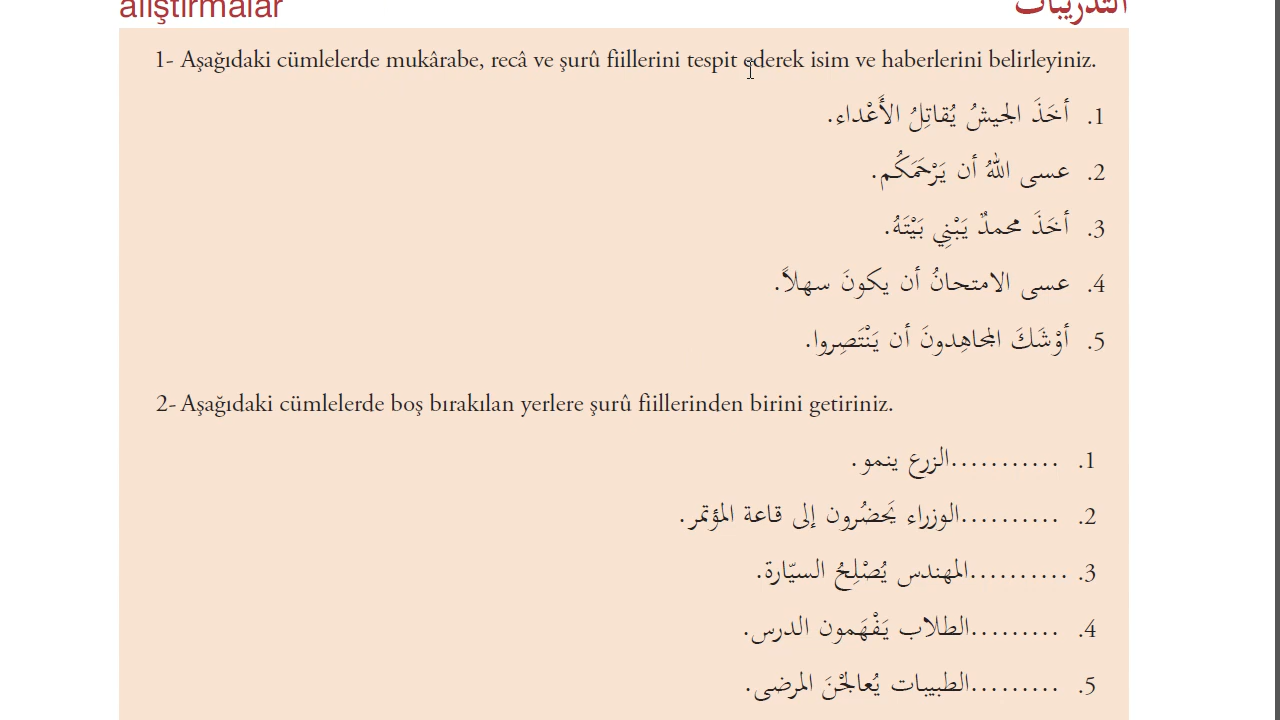 alıştırmalar التدريبات
1- Aşağıdaki cümlelerde mukârabe, recâ ve şurû fiillerini tespit ederek isim ve haberlerini belirleyiniz.
1. أخَذَ الجيشُ يُقاتِلُ الأَعْداء.
2. عسى اللهُ أن يَرْحَمَكُم.
3. أخَذَ محمدٌ يَبْنِي بَيْتَهُ.
4. عسى الامتحانُ أن يكونَ سهلاً.
5. أوْشَكَ المجاهِدونَ أن يَنْتَصِروا.
2- Aşağıdaki cümlelerde boş bırakılan yerlere şurû fiillerinden birini getiriniz.
1. ...........الزرع ينمو.
2. ..........الوزراء يَحضُرون إلى قاعة المؤتمر.
3. ..........المهندس يُصْلِحُ السيّارة.
4. .........الطلاب يَفْهَمون الدرس.
5. .........الطبيبات يُعالجْنَ المرضى.